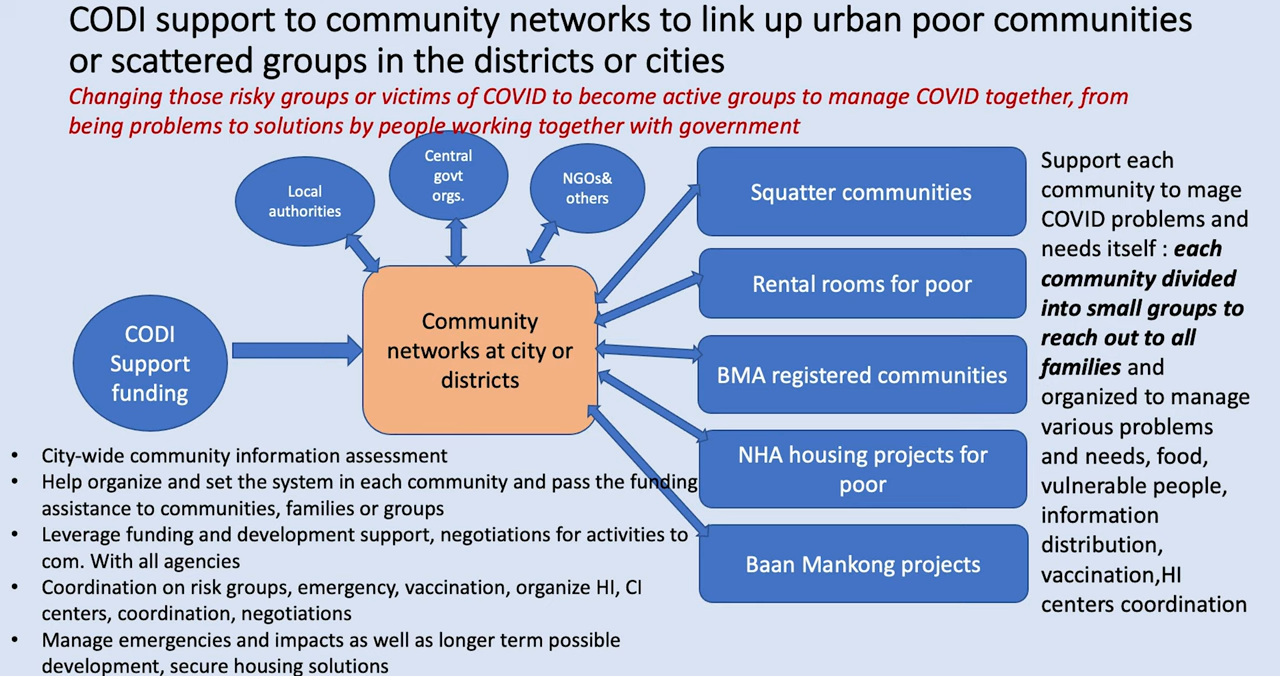 CODI support to community networks to link up urban poor communities
or scattered groups in the districts or cities
Changing those risky groups or victims of COVID to become active groups to manage COVID together, from
being problems to solutions by people working together with government
Local
authorities
Central
govt
orgs.
NGOs&
others
CODI
Support
funding
Community
networks at city or
districts
Squatter communities
Rental rooms for poor
BMA registered communities
NHA housing projects for
poor
Baan Mankong projects
Support each
community to mage
COVID problems and
needs itself : each
community divided
into small groups to
reach out to all
families and
organized to manage
various problems
and needs, food,
vulnerable people,
information
distribution,
vaccination,HI
centers coordination
• City-wide community information assessment
• Help organize and set the system in each community and pass the funding
assistance to communities, families or groups
• Leverage funding and development support, negotiations for activities to
com. With all agencies
• Coordination on risk groups, emergency, vaccination, organize HI, CI
centers, coordination, negotiations
• Manage emergencies and impacts as well as longer term possible
development, secure housing solutions